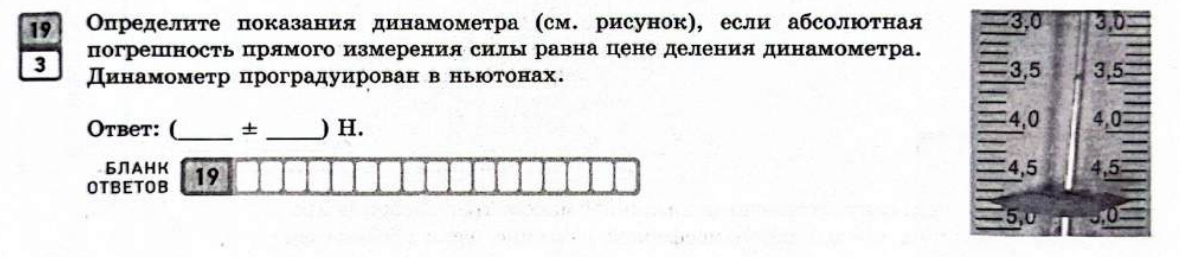 19
3
Определите показания динамометра (см. рисунок), если абсолютная
погрешность прямого измерения силы равна цене деления динамометра.
Динамометр проградуирован в ньютонах.
Ответ: (____ ± ____) Н.
БЛАНК
ОТВЕТОВ
19
3,0 3,0
3,5 3,5
4,0 4,0
4,5 4,5
5,0 5,0